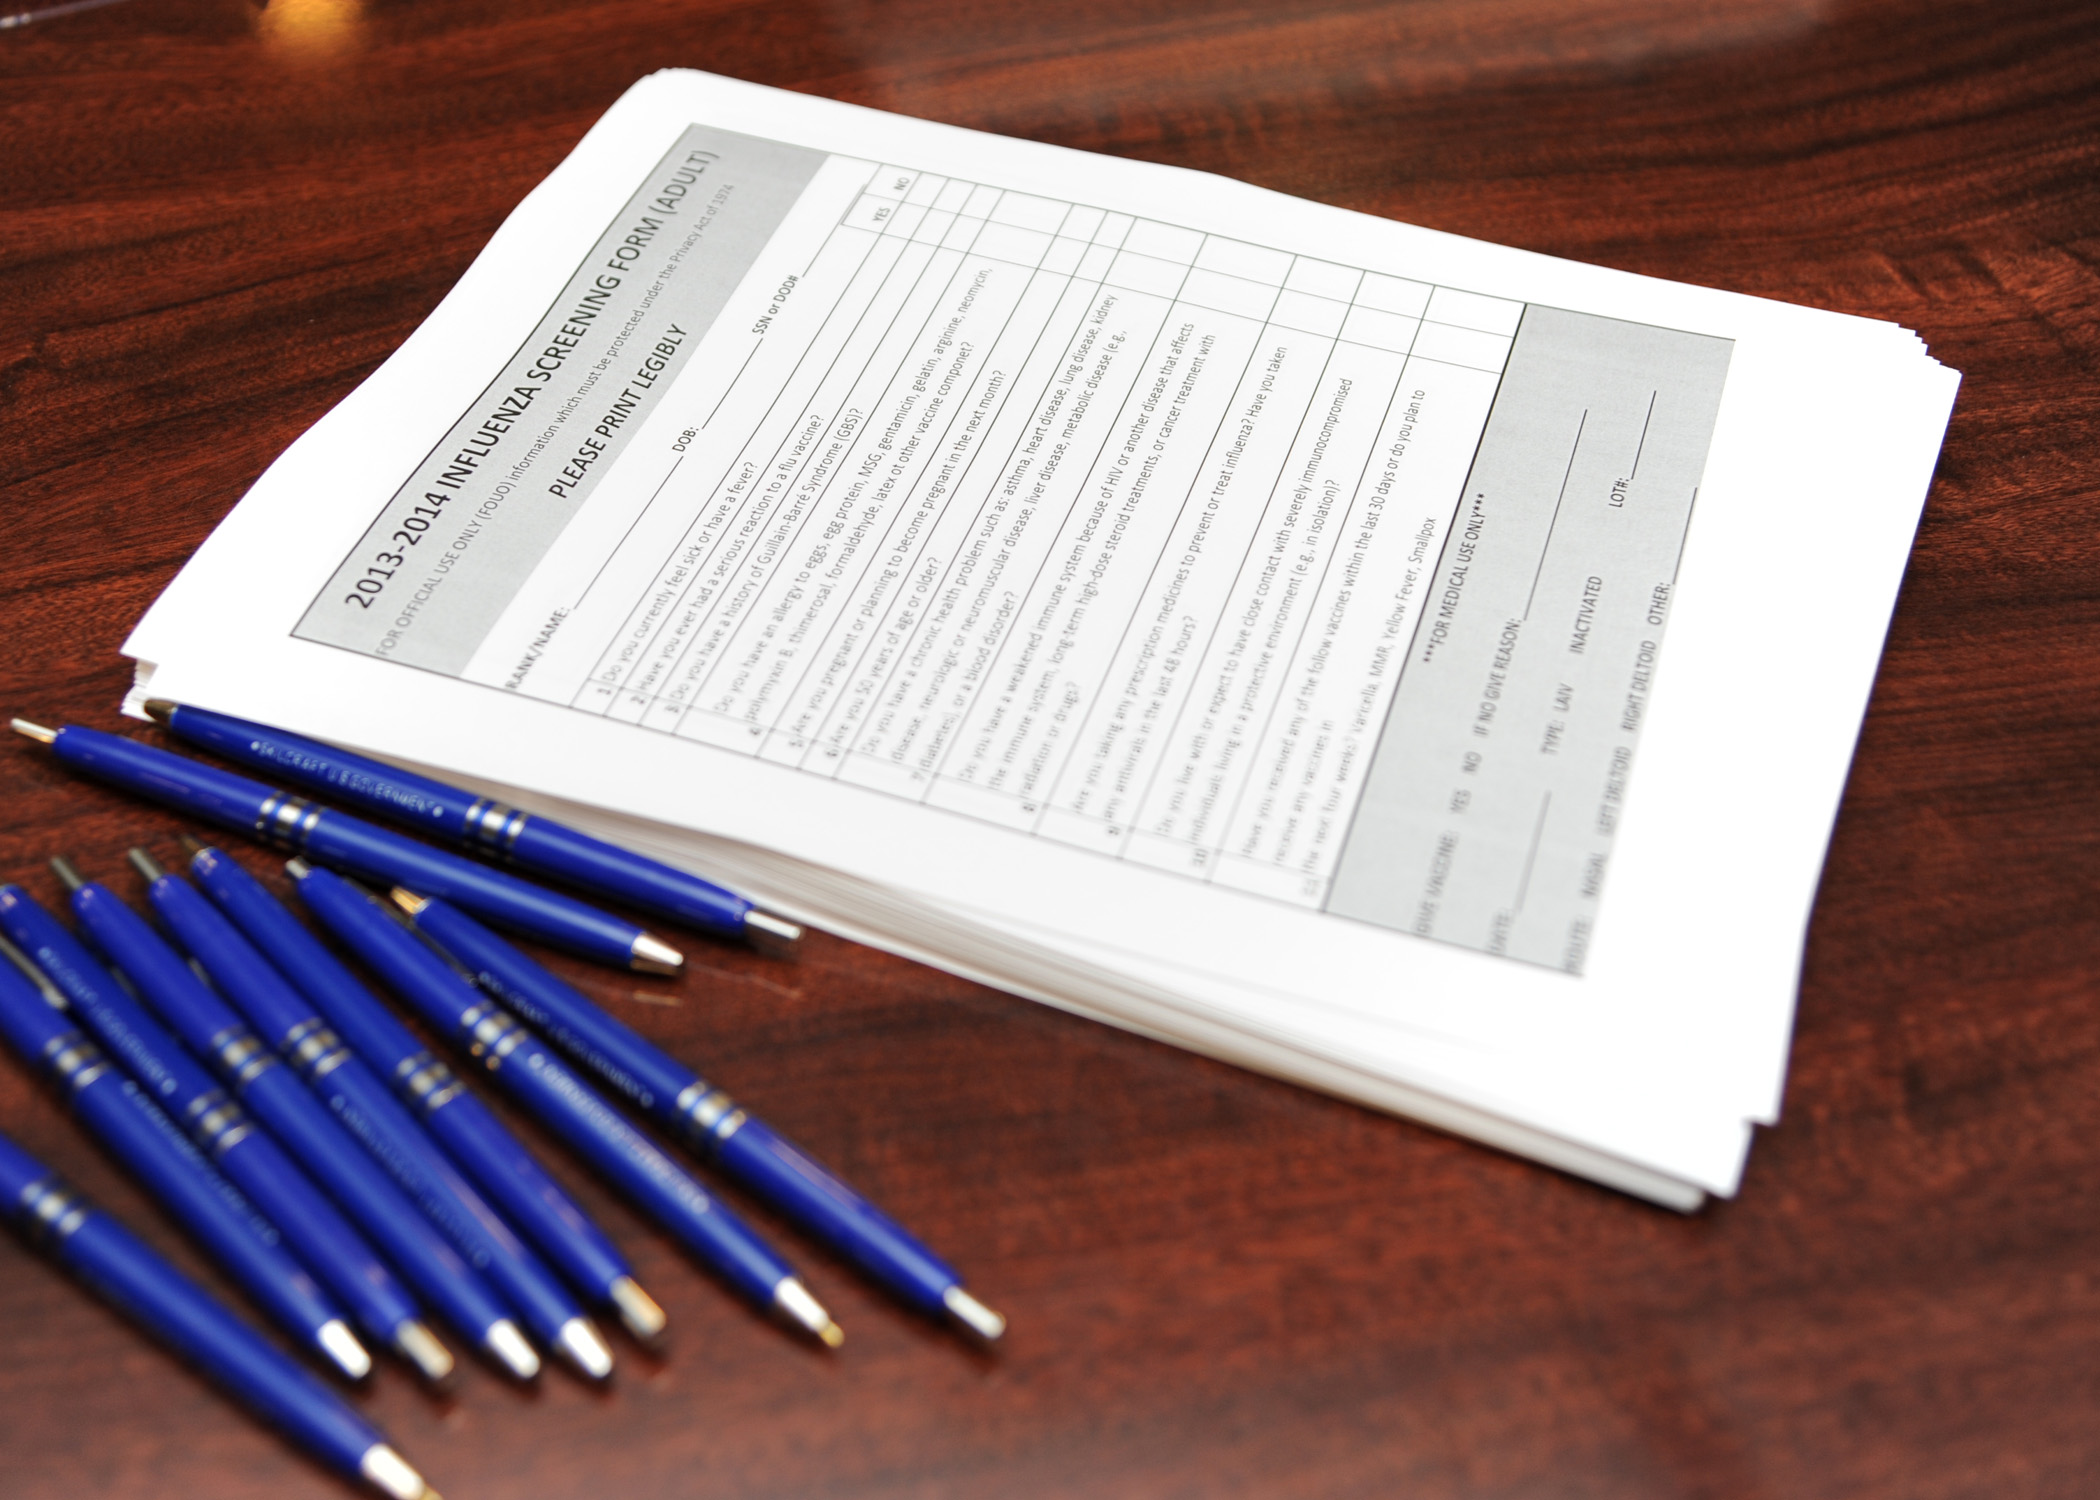 2013-2014 INFLUENZA SCREENING FORM (ADULT)
FOR OFFICIAL USE ONLY (FOUO) information which must be protected under the Privacy Act of 1974
PLEASE PRINT LEGIBLY
RANK/NAME: DOB: SSN or DOD#
YES NO
1 Do you currently feel sick or have a fever?
2 Have you ever had a serious reaction to a flu vaccine?
3 Do you have a history of Guillain-Barré Syndrome (GBS)?
Do you have an allergy to eggs, egg protein, MSG, gentamicin, gelatin, arginine, neomycin,
4 polymyxin B, thimerosal, formaldehyde, latex ot other vaccine componet?
5 Are you pregnant or planning to become pregnant in the next month?
6 Are you 50 years of age or older?
Do you have a chronic health problem such as: asthma, heart disease, lung disease, kidney
disease, neurologic or neuromuscular disease, liver disease, metabolic disease (e.g.,
7 diabetes), or a blood disorder?
Do you have a weakened immune system because of HIV or another disease that affects
the immune system, long-term high-dose steroid treatments, or cancer treatment with
8 radiation or drugs?
Are you taking any prescription medicines to prevent or treat influenza? Have you taken
9 any antivirals in the last 48 hours?
Do you live with or expect to have close contact with severely immunocompromised
10 individuals living in a protective environment (e.g., in isolation)?
Have you received any of the follow vaccines within the last 30 days or do you plan to
receive any vaccines in
11 the next four weeks? Varicella, MMR, Yellow Fever, Smallpox
***FOR MEDICAL USE ONLY***
GIVE VACCINE: YES NO IF NO GIVE REASON:
DATE: TYPE: LAIV INACTIVATED LOT#:
ROUTE: NASAL LEFT DELTOID RIGHT DELTOID OTHER:
SKILCRAFT U.S. GOVERNMENT